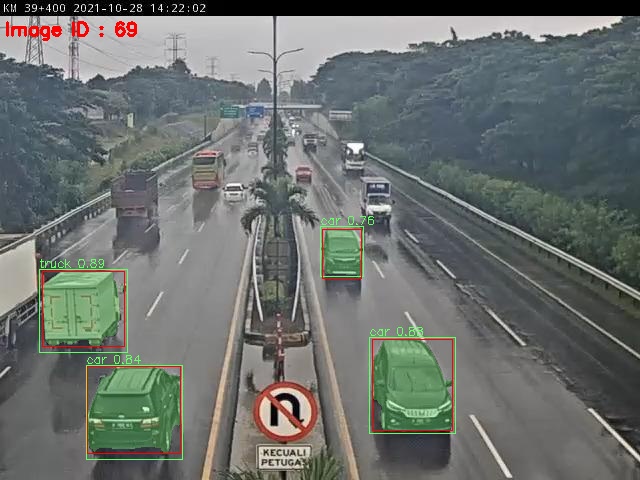 KM 39+400 2021-10-28 14:22:02
Image ID : 69
car 0.76
truck 0.89
car 0.88
car 0.84
KECUALI
PETUGAS